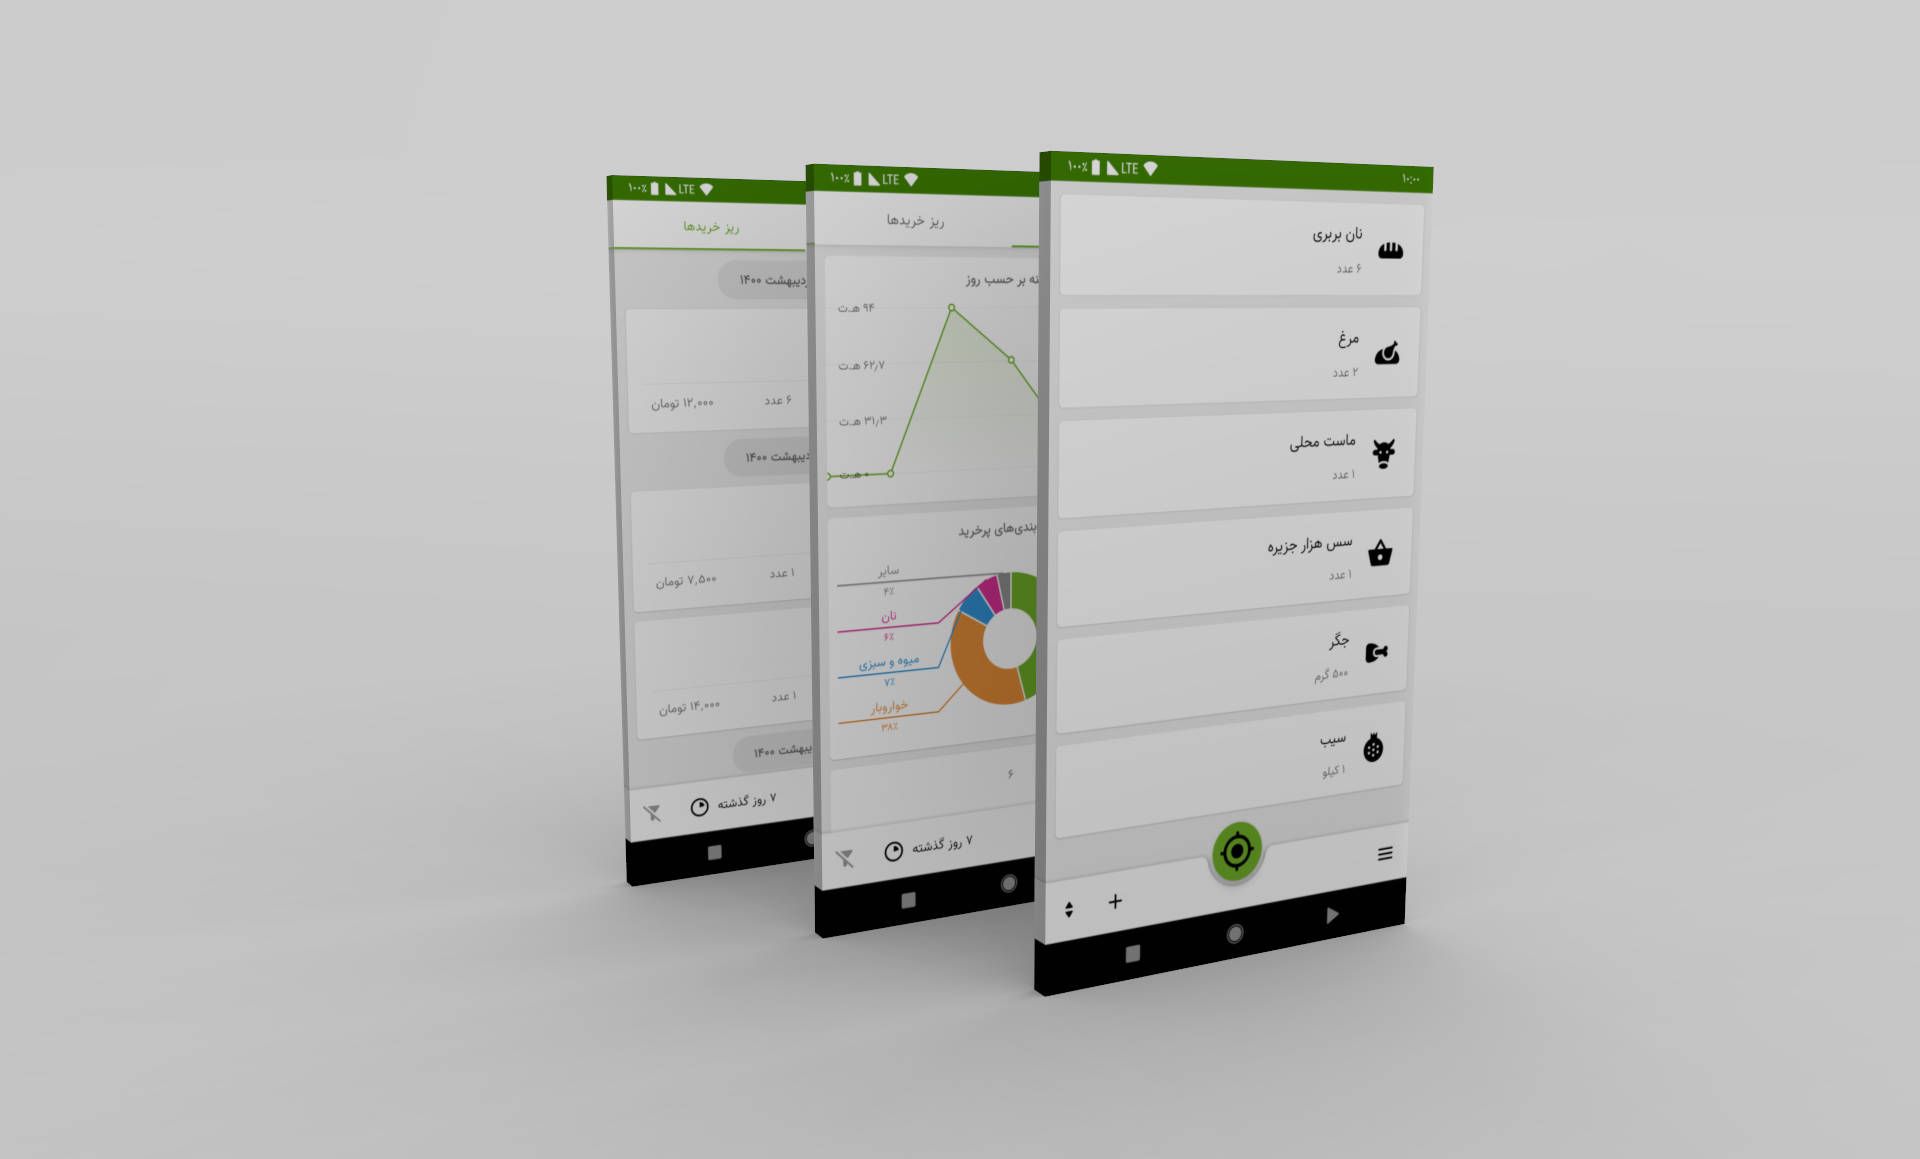 ۱۰۰٪ LTE
ریز خریدها
۱۴۰۰
۶ عدد
۱۲,۰۰۰ تومان
۱۴۰۰
۱ عدد
۷,۵۰۰ تومان
۱ عدد
۱۴,۰۰۰ تومان
۱۴۰۰
۷ روز گذشته
۱۰۰٪ LTE
ریز خریدها
بر حسب روز
۹۴ هـ.ت
۶۲٫۷ هـ.ت
۳۱٫۳ هـ.ت
۰ هـ.ت
بندی‌های پرخرید
سایر
۴٪
نان
۶٪
میوه و سبزی
۷٪
خواروبار
۳۸٪
۶
۷ روز گذشته
۱۰۰٪ LTE
۱۰:۰۰
نان بربری
۶ عدد
مرغ
۲ عدد
ماست محلی
۱ عدد
سس هزار جزیره
۱ عدد
جگر
۵۰۰ گرم
سیب
۱ کیلو